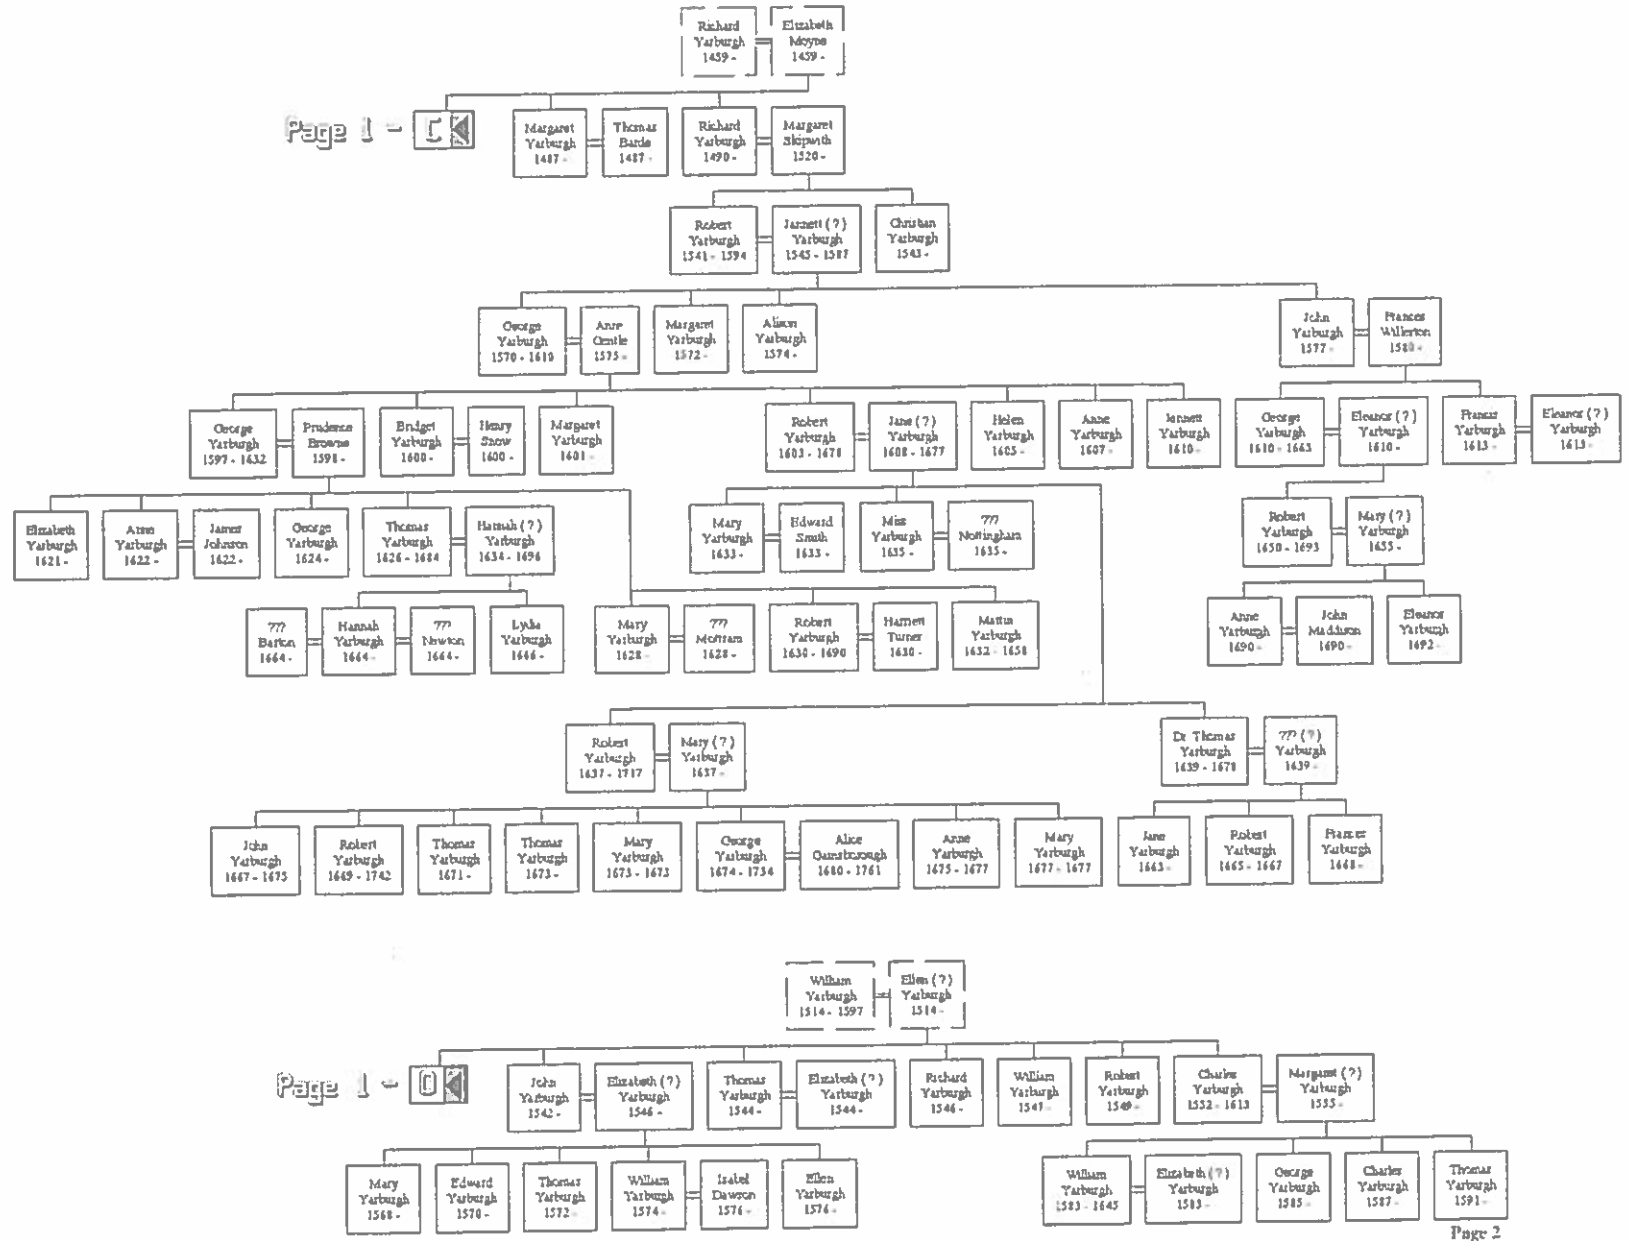 Richard
Yarburgh
1459 -
Elizabeth
Moyne
1459 -
Page 1 - C
Margaret
Yarburgh
1487 -
Thomas
Barde
1487 -
Richard
Yarburgh
1490 -
Margaret
Skipwith
1520 -
Robert
Yarburgh
1541 - 1594
Jannett (?)
Yarburgh
1545 - 1587
Christian
Yarburgh
1543 -
George
Yarburgh
1570 - 1610
Anne
Gentle
1575 -
Margaret
Yarburgh
1572 -
Alison
Yarburgh
1574 -
John
Yarburgh
1577 -
Frances
Willerton
1580 -
George
Yarburgh
1597 - 1632
Prudence
Browne
1598 -
Bridget
Yarburgh
1600 -
Henry
Snow
1600 -
Margaret
Yarburgh
1601 -
Robert
Yarburgh
1603 - 1678
Jane (?)
Yarburgh
1608 - 1677
Helen
Yarburgh
1605 -
Anne
Yarburgh
1607 -
Jennett
Yarburgh
1610 -
George
Yarburgh
1610 - 1663
Eleanor (?)
Yarburgh
1610 -
Francis
Yarburgh
1613 -
Eleanor (?)
Yarburgh
1613 -
Elizabeth
Yarburgh
1621 -
Anne
Yarburgh
1622 -
James
Johnson
1622 -
George
Yarburgh
1624 -
Thomas
Yarburgh
1626 - 1684
Hannah (?)
Yarburgh
1634 - 1696
Mary
Yarburgh
1633 -
Edward
Smith
1633 -
Miss
Yarburgh
1635 -
???
Nottingham
1635 -
Robert
Yarburgh
1650 - 1693
Mary (?)
Yarburgh
1655 -
???
Barton
1664 -
Hannah
Yarburgh
1664 -
???
Newton
1664 -
Lydia
Yarburgh
1646 -
Mary
Yarburgh
1628 -
???
Mottram
1628 -
Robert
Yarburgh
1630 - 1690
Harriett
Turner
1630 -
Martin
Yarburgh
1632 - 1658
Anne
Yarburgh
1690 -
John
Maddison
1690 -
Eleanor
Yarburgh
1692 -
Robert
Yarburgh
1637 - 1717
Mary (?)
Yarburgh
1637 -
Dr Thomas
Yarburgh
1639 - 1678
??? (?)
Yarburgh
1639 -
John
Yarburgh
1667 - 1675
Robert
Yarburgh
1669 - 1742
Thomas
Yarburgh
1671 -
Thomas
Yarburgh
1673 -
Mary
Yarburgh
1673 - 1673
George
Yarburgh
1674 - 1734
Alice
Gainsborough
1680 - 1761
Anne
Yarburgh
1675 - 1677
Mary
Yarburgh
1677 - 1677
Jane
Yarburgh
1663 -
Robert
Yarburgh
1665 - 1667
Frances
Yarburgh
1668 -
William
Yarburgh
1514 - 1597
Ellen (?)
Yarburgh
1514 -
Page 1 - D
John
Yarburgh
1542 -
Elizabeth (?)
Yarburgh
1546 -
Thomas
Yarburgh
1544 -
Elizabeth (?)
Yarburgh
1544 -
Richard
Yarburgh
1546 -
William
Yarburgh
1547 -
Robert
Yarburgh
1549 -
Charles
Yarburgh
1552 - 1613
Margaret (?)
Yarburgh
1555 -
Mary
Yarburgh
1568 -
Edward
Yarburgh
1570 -
Thomas
Yarburgh
1572 -
William
Yarburgh
1574 -
Isabel
Dawson
1576 -
Ellen
Yarburgh
1576 -
William
Yarburgh
1583 - 1645
Elizabeth (?)
Yarburgh
1583 -
George
Yarburgh
1585 -
Charles
Yarburgh
1587 -
Thomas
Yarburgh
1591 -
Page 2